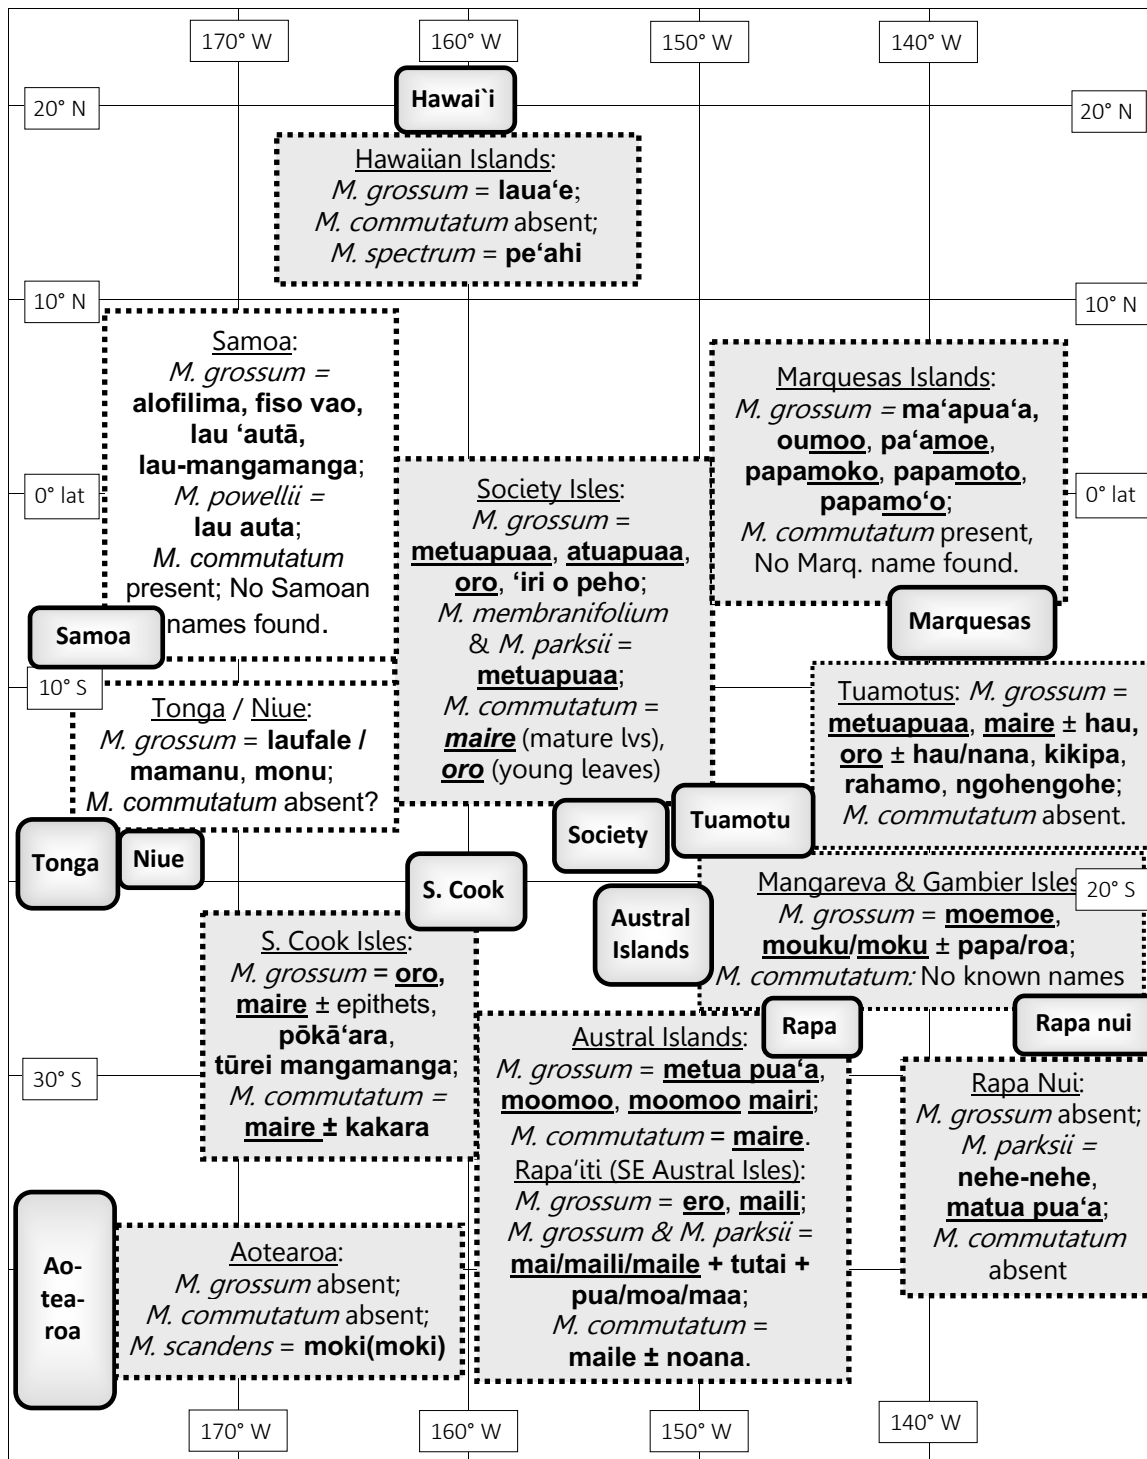 170° W
160° W
150° W
140° W
Hawai`i
20° N
20° N
Hawaiian Islands:
M. grossum = laua‘e;
M. commutatum absent;
M. spectrum = pe‘ahi
10° N
10° N
Samoa:
M. grossum =
alofilima, fiso vao,
lau ‘autā,
lau-mangamanga;
M. powellii =
lau auta;
M. commutatum
present; No Samoan
names found.
Marquesas Islands:
M. grossum = ma‘apua‘a,
oumoo, pa‘amoe,
papamoko, papamoto,
papamo‘o;
M. commutatum present,
No Marq. name found.
0° lat
0° lat
Society Isles:
M. grossum =
metuapuaa, atuapuaa,
oro, ‘iri o peho;
M. membranifolium
& M. parksii =
metuapuaa;
M. commutatum =
maire (mature lvs),
oro (young leaves)
Samoa
Marquesas
10° S
Tonga / Niue:
M. grossum = laufale /
mamanu, monu;
M. commutatum absent?
Tuamotus: M. grossum =
metuapuaa, maire ± hau,
oro ± hau/nana, kikipa,
rahamo, ngohengohe;
M. commutatum absent.
Tonga
Niue
Society
Tuamotu
S. Cook
Austral
Islands
Mangareva & Gambier Isles
20° S
M. grossum = moemoe,
mouku/moku ± papa/roa;
M. commutatum: No known names
S. Cook Isles:
M. grossum = oro,
maire ± epithets,
pōkā‘ara,
tūrei mangamanga;
M. commutatum =
maire ± kakara
Rapa
Rapa nui
Austral Islands:
M. grossum = metua pua‘a,
moomoo, moomoo mairi;
M. commutatum = maire.
Rapa‘iti (SE Austral Isles):
M. grossum = ero, maili;
M. grossum & M. parksii =
mai/maili/maile + tutai +
pua/moa/maa;
M. commutatum =
maile ± noana.
30° S
Rapa Nui:
M. grossum absent;
M. parksii =
nehe-nehe,
matua pua‘a;
M. commutatum
absent
Ao-
tea-
roa
Aotearoa:
M. grossum absent;
M. commutatum absent;
M. scandens = moki(moki)
170° W
160° W
150° W
140° W